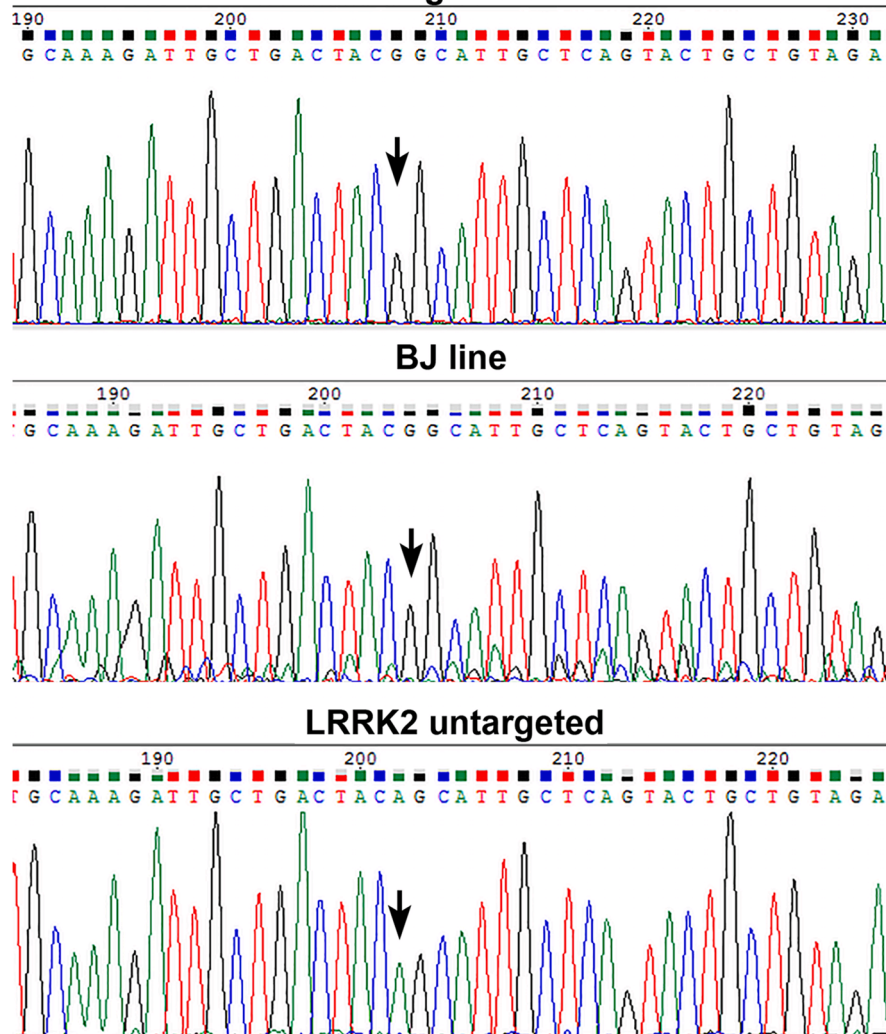 190 200 210 220 230
G C A A A G A T T G C T G A C T A C G G C A T T G C T C A G T A C T G C T G T A G A
BJ line
190 200 210 220
G C A A A G A T T G C T G A C T A C G G C A T T G C T C A G T A C T G C T G T A G
LRRK2 untargeted
190 200 210 220
T G C A A A G A T T G C T G A C T A C A G C A T T G C T C A G T A C T G C T G T A G A